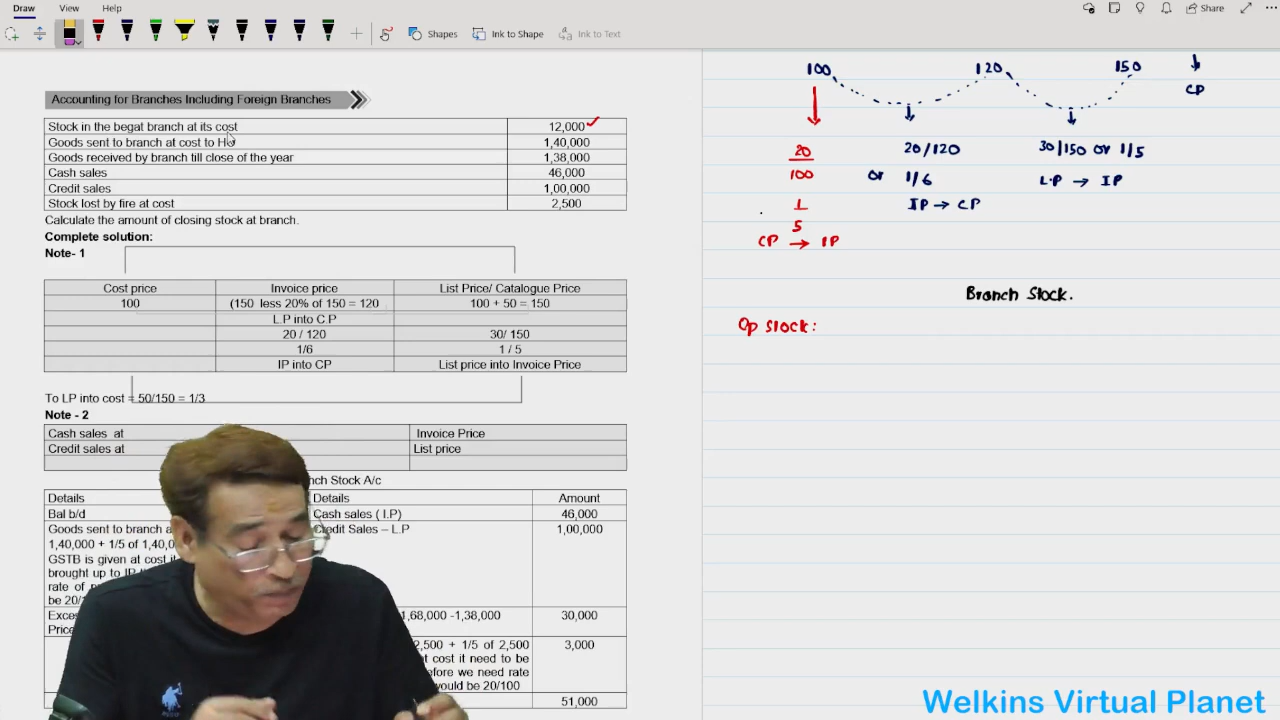 Draw View Help
Shapes Ink to Shape Ink to Text Share
Accounting for Branches Including Foreign Branches
Stock in the begat branch at its cost 12,000
Goods sent to branch at cost to HO 1,40,000
Goods received by branch till close of the year 1,38,000
Cash sales 46,000
Credit sales 1,00,000
Stock lost by fire at cost 2,500
Calculate the amount of closing stock at branch.
Complete solution:
Note- 1
Cost price Invoice price List Price/ Catalogue Price
100 (150 less 20% of 150 = 120 100 + 50 = 150
L.P into C.P
20 / 120 30/ 150
1/6 1 / 5
IP into CP List price into Invoice Price
To LP into cost = 50/150 = 1/3
Note - 2
Cash sales at Invoice Price
Credit sales at List price
nch Stock A/c
Details Details Amount
Bal b/d Cash sales ( I.P) 46,000
Goods sent to branch a Credit Sales – L.P 1,00,000
1,40,000 + 1/5 of 1,40,0
GSTB is given at cost it
brought up to IP
rate of
be 20/
Exces 1,68,000 -1,38,000 30,000
Price
2,500 + 1/5 of 2,500 3,000
t cost it need to be
efore we need rate
would be 20/100
51,000
100 120 150
CP
20 20/120 30/150 or 1/5
100 or 1/6 L.P → IP
1 IP → CP
5
CP → IP
Branch Stock.
Op Stock:
Welkins Virtual Planet